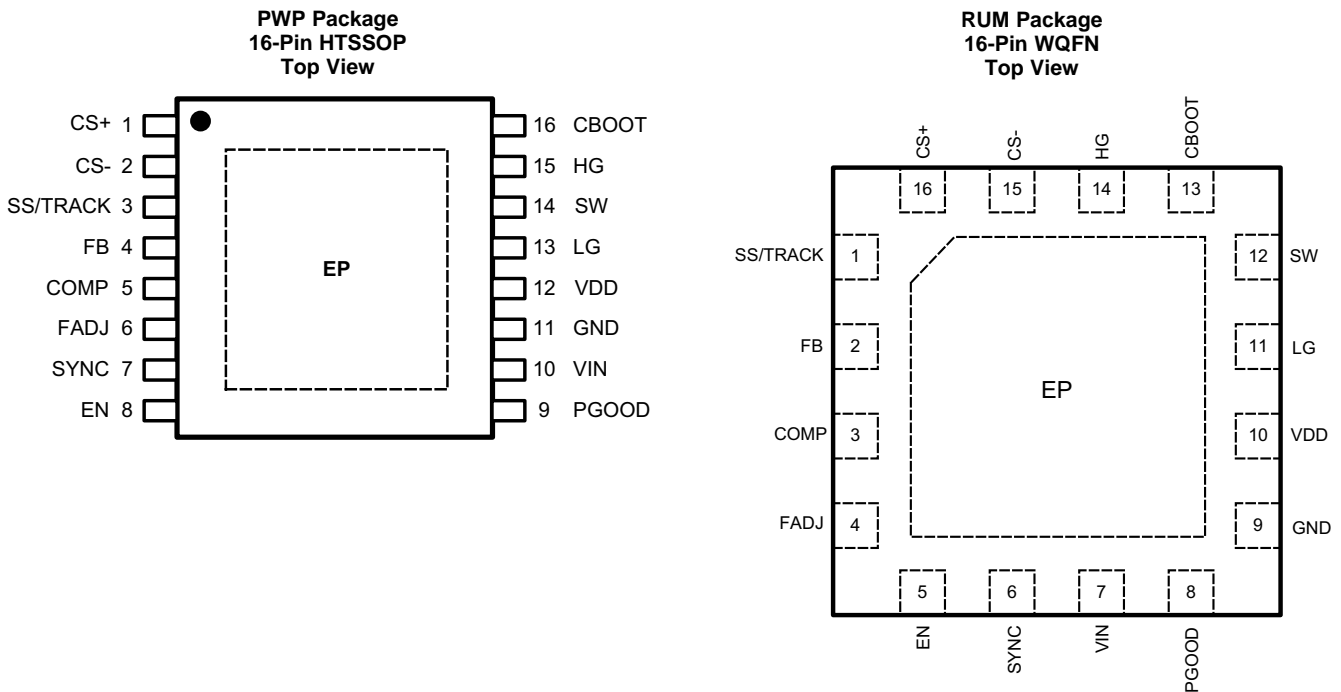 PWP Package
16-Pin HTSSOP
Top View
CS+ 1
CS- 2
SS/TRACK 3
FB 4
COMP 5
FADJ 6
SYNC 7
EN 8
EP
16 CBOOT
15 HG
14 SW
13 LG
12 VDD
11 GND
10 VIN
9 PGOOD
RUM Package
16-Pin WQFN
Top View
CS+
CS-
HG
CBOOT
16
15
14
13
SS/TRACK 1
FB 2
COMP 3
FADJ 4
EP
12 SW
11 LG
10 VDD
9 GND
5
6
7
8
EN
SYNC
VIN
PGOOD